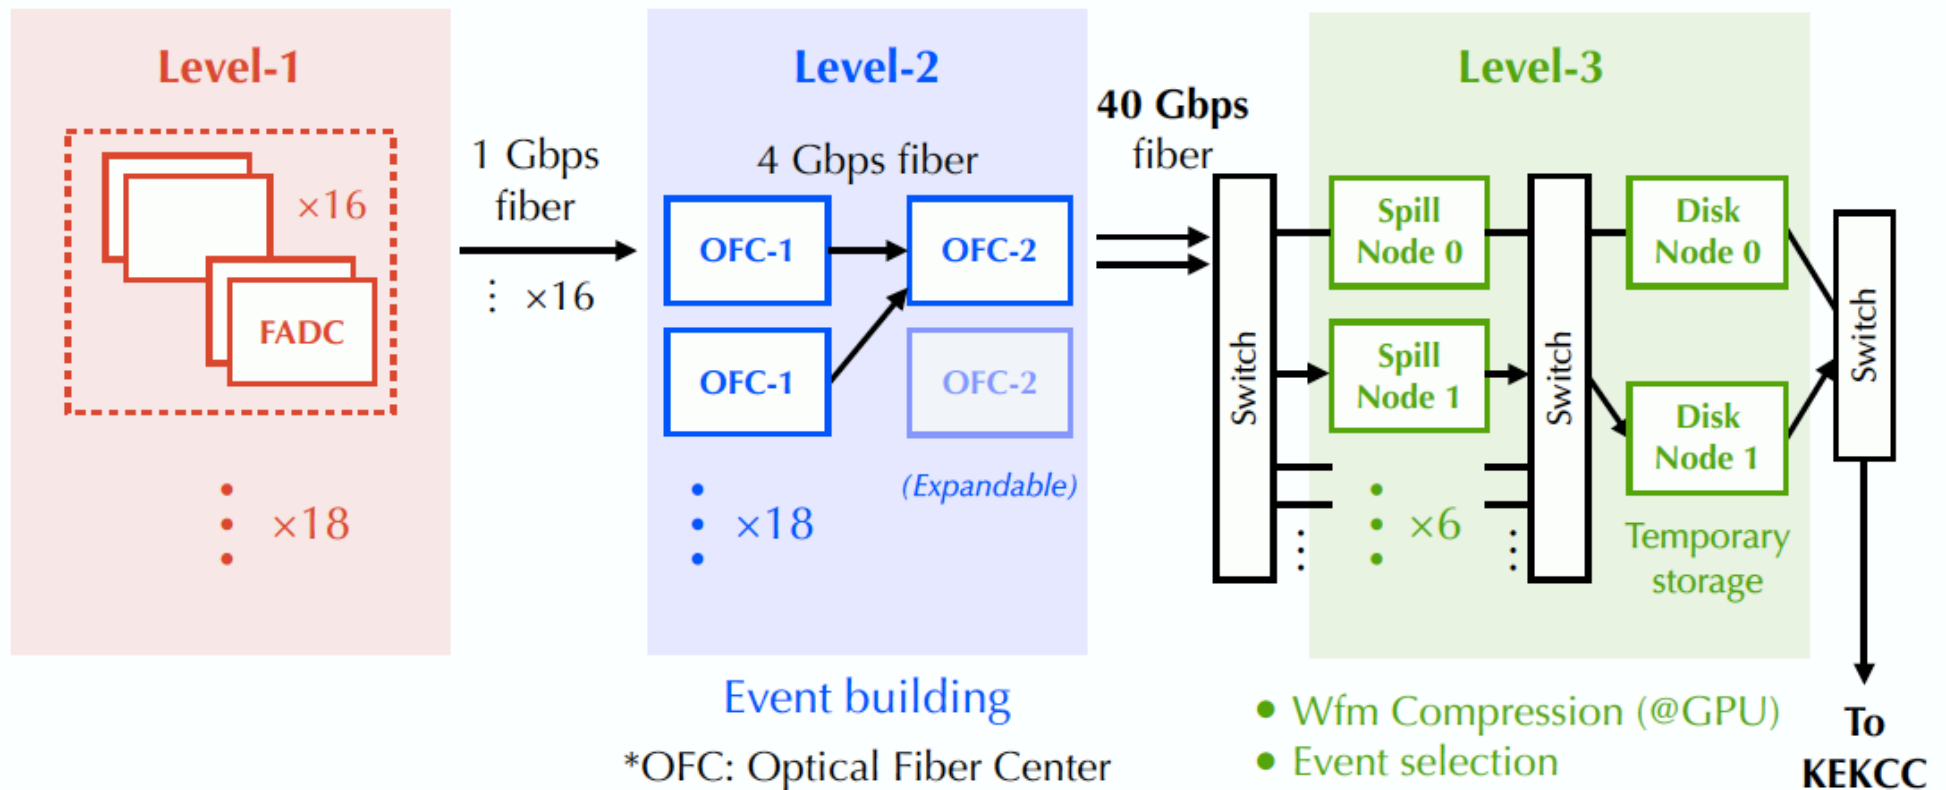 Level-1
×16
FADC
×18
1 Gbps
fiber
⋮ ×16
Level-2
4 Gbps fiber
OFC-1
OFC-2
OFC-1
OFC-2
(Expandable)
×18
Event building
*OFC: Optical Fiber Center
40 Gbps
fiber
Level-3
Switch
Spill
Node 0
Spill
Node 1
×6
Switch
Disk
Node 0
Disk
Node 1
Temporary
storage
Switch
• Wfm Compression (@GPU)
• Event selection
To
KEKCC